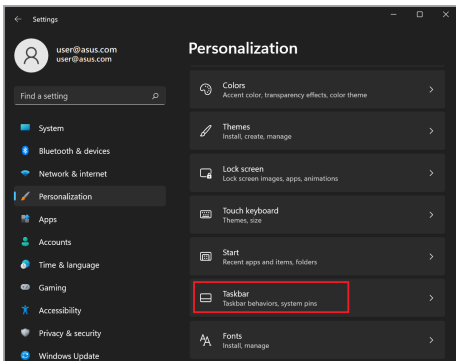 Settings
user@asus.com
user@asus.com
Find a setting
System
Bluetooth & devices
Network & internet
Personalization
Apps
Accounts
Time & language
Gaming
Accessibility
Privacy & security
Windows Update
Personalization
Colors
Accent color, transparency effects, color theme
Themes
Install, create, manage
Lock screen
Lock screen images, apps, animations
Touch keyboard
Themes, size
Start
Recent apps and items, folders
Taskbar
Taskbar behaviors, system pins
Fonts
Install, manage